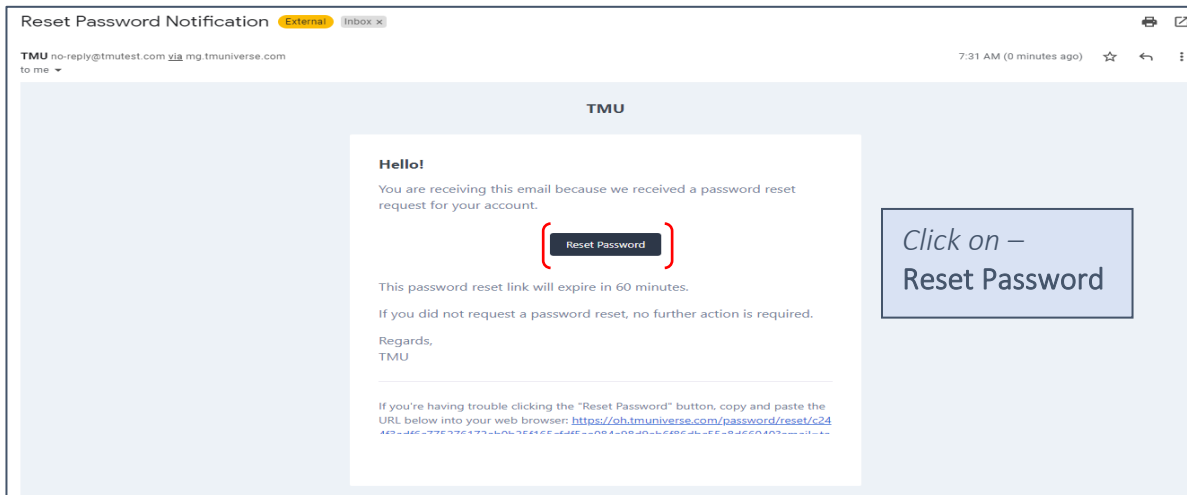 Reset Password Notification External Inbox x
TMU no-reply@tmutest.com via mg.tmuniverse.com
7:31 AM (0 minutes ago)
to me
TMU
Hello!
You are receiving this email because we received a password reset
request for your account.
Reset Password
Click on –
Reset Password
This password reset link will expire in 60 minutes.
If you did not request a password reset, no further action is required.
Regards,
TMU
If you're having trouble clicking the "Reset Password" button, copy and paste the
URL below into your web browser: https://oh.tmuniverse.com/password/reset/c24